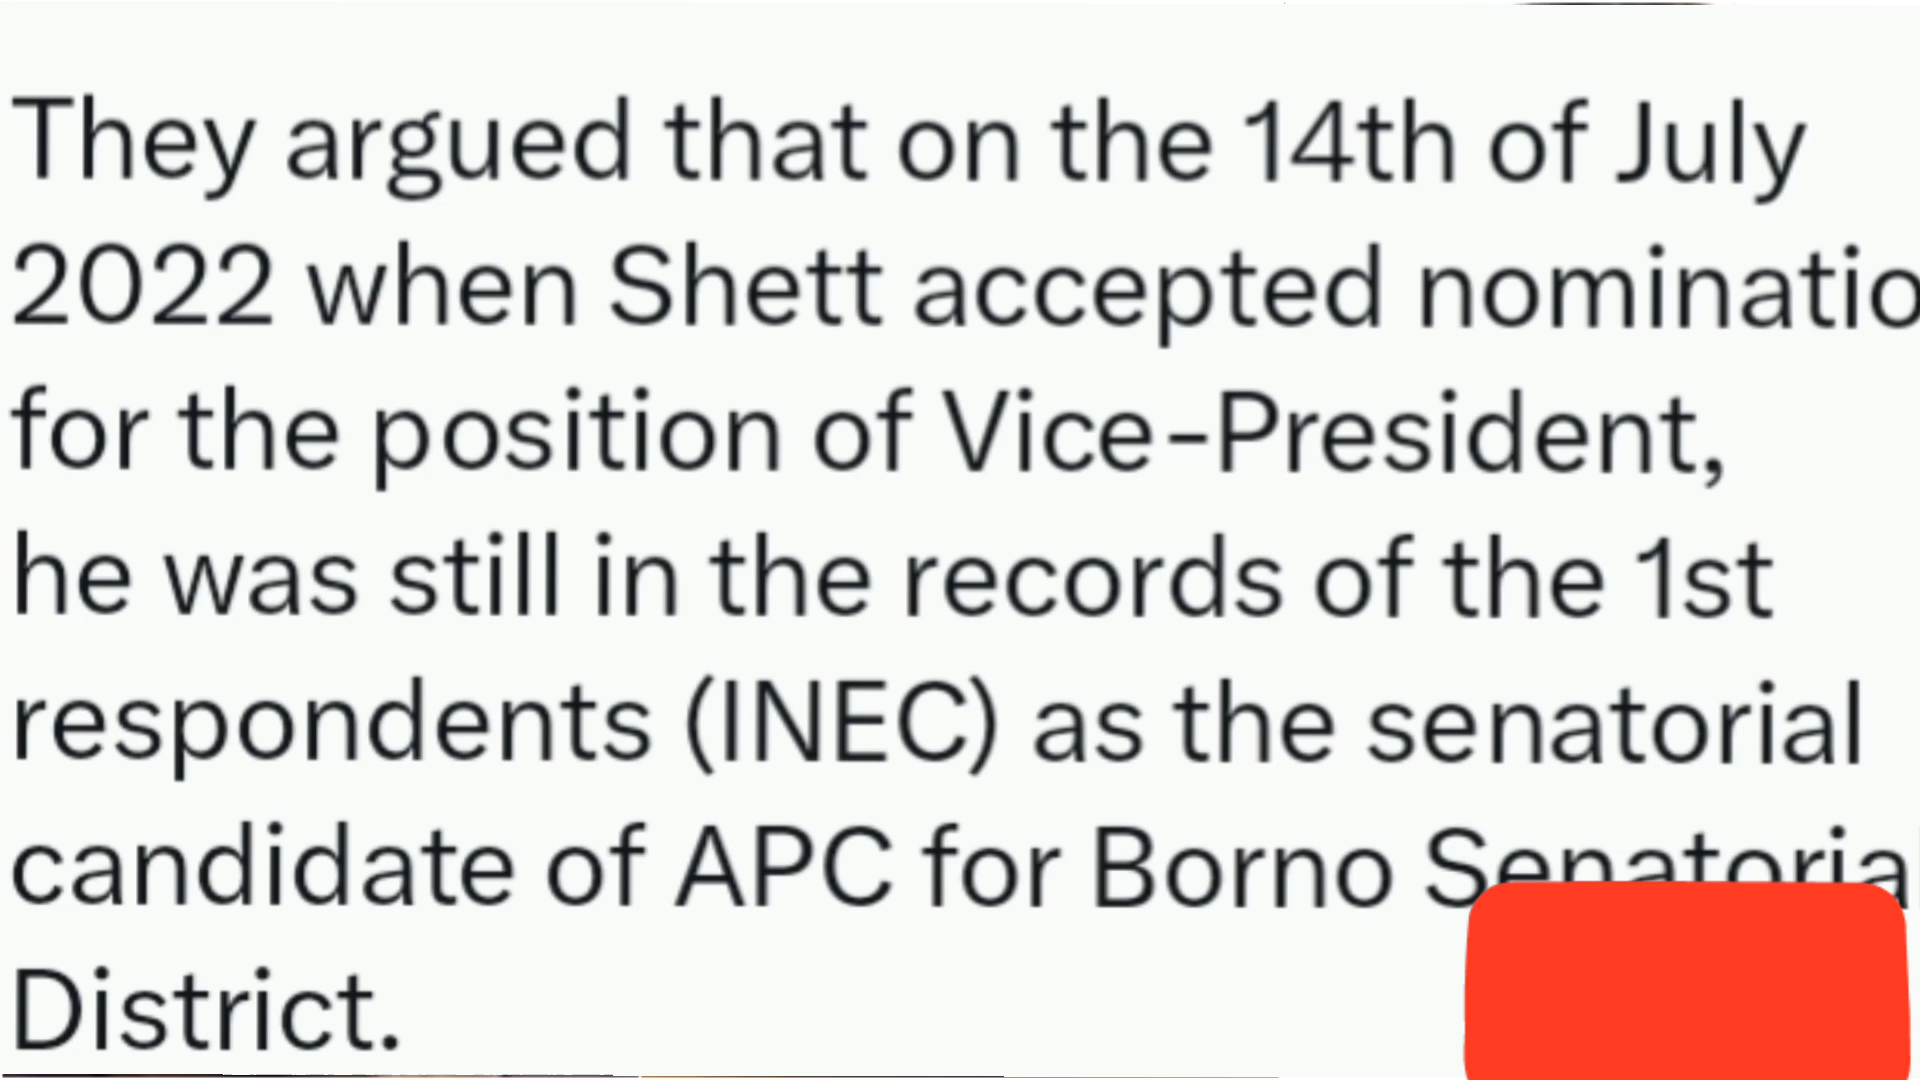 They argued that on the 14th of July
2022 when Shett accepted nominatio
for the position of Vice-President,
he was still in the records of the 1st
respondents (INEC) as the senatorial
candidate of APC for Borno Senatoria
District.